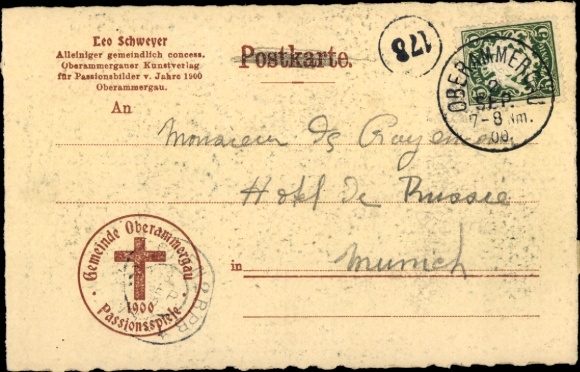 Leo Schweyer
Alleiniger gemeindlich concess.
Oberammergauer Kunstverlag
für Passionsbilder v. Jahre 1900
Oberammergau.
Postkarte.
178
OBERAMMERGAU
SEP.
7-8
00.
An
Monsieur de
Hotel de Russie
in Munich
Gemeinde Oberammergau
1900
Passionsspiele